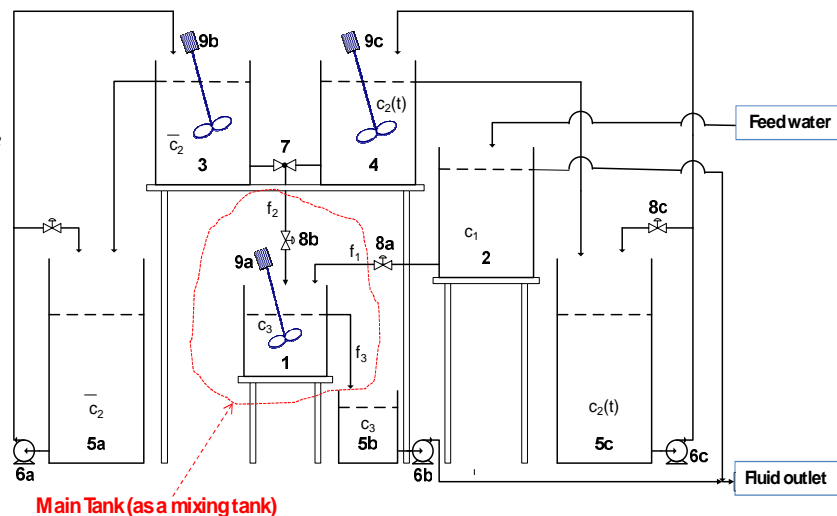 9b
9c
c̅2
3
7
c2(t)
4
Feed water
f2
8b
9a
f1
8a
c1
2
8c
c3
1
f3
c̅2
5a
c3
5b
c2(t)
5c
6a
6b
6c
Fluid outlet
Main Tank (as a mixing tank)